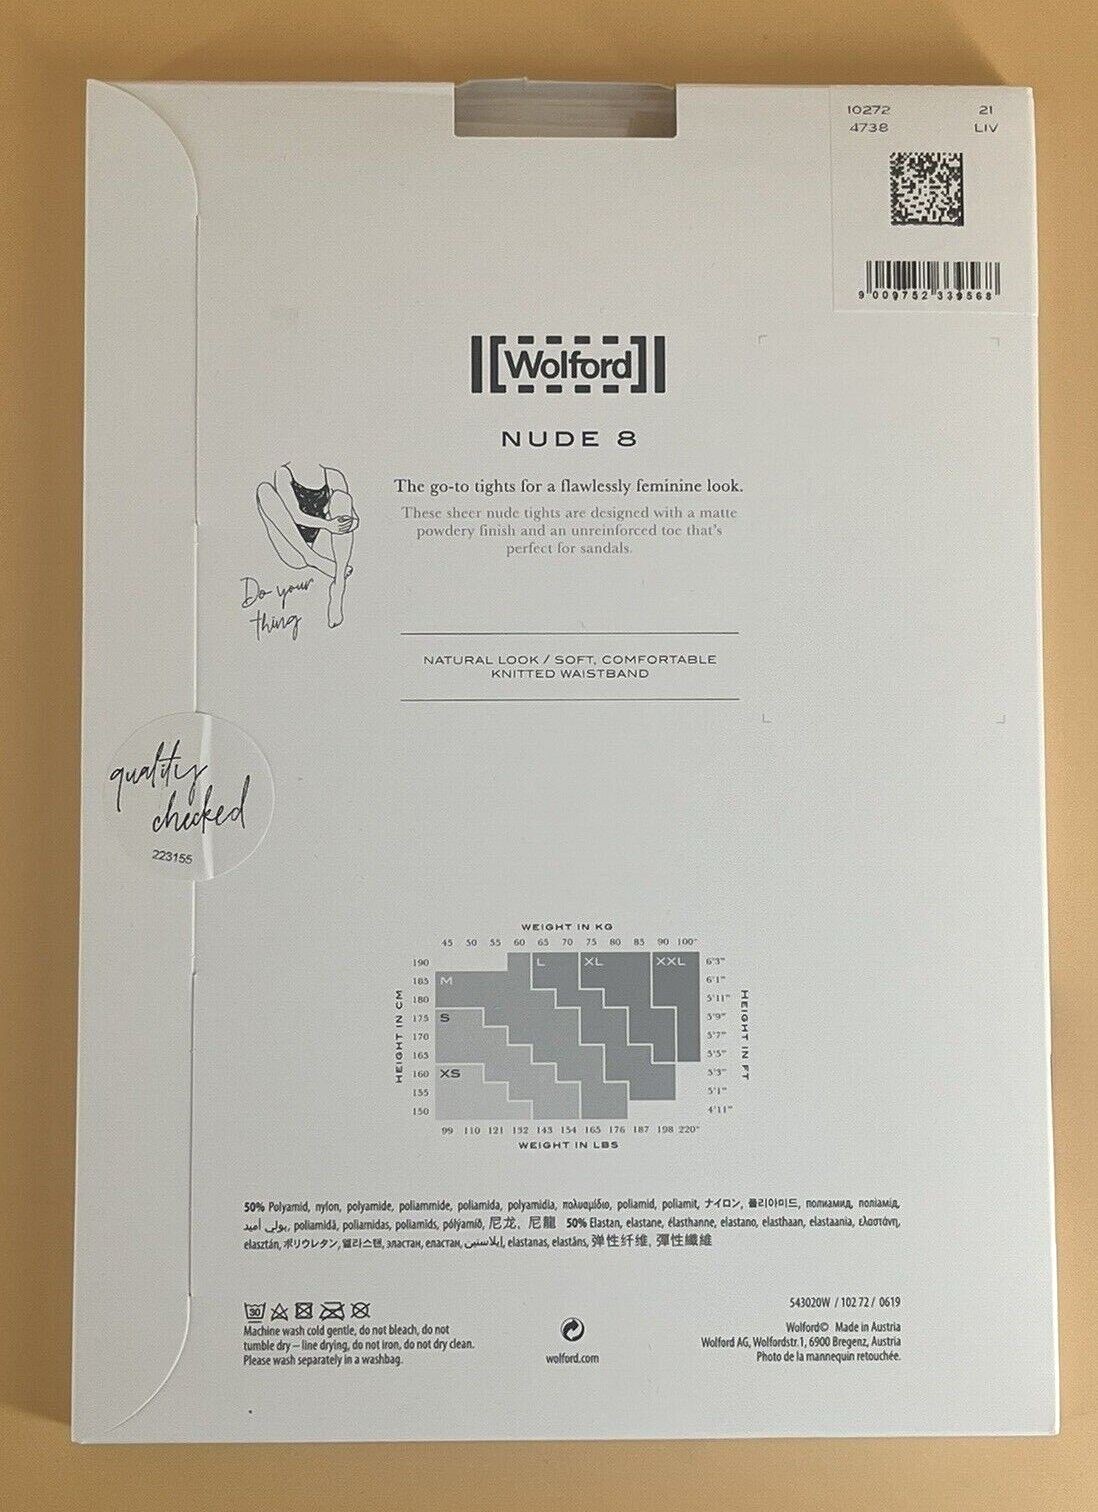 10272 21
4738 LIV
9 009752 339568
Wolford
NUDE 8
The go-to tights for a flawlessly feminine look.
These sheer nude tights are designed with a matte
powdery finish and an unreinforced toe that's
perfect for sandals.
Do your
thing
NATURAL LOOK / SOFT, COMFORTABLE
KNITTED WAISTBAND
quality
checked
223155
WEIGHT IN KG
45 50 55 60 65 70 75 80 85 90 100+
190 L XL XXL 6'3"
185 M 6'1"
180 5'11"
175 S 5'9"
170 5'7"
165 5'5"
160 XS 5'3"
155 5'1"
150 4'11"
HEIGHT IN CM
HEIGHT IN FT
99 110 121 132 143 154 165 176 187 198 220+
WEIGHT IN LBS
50% Polyamid, nylon, polyamide, poliammide, poliamida, polyamidia, πολυαμίδιο, poliamid, poliamit, ナイロン, 폴리아미드, полиамид, поліамід,
بولي أميد, poliamidă, poliamidas, poliamids, pólýamíð, 尼龙, 尼龍 50% Elastan, elastane, élasthanne, elastano, elasthaan, elastaania, ελαστάνη,
elasztán, ポリウレタン, 엘라스탠, эластан, еластан, إيلاستين, elastanas, elastāns, 弹性纤维, 彈性纖維
30
Machine wash cold gentle, do not bleach, do not
tumble dry – line drying, do not iron, do not dry clean.
Please wash separately in a washbag.
wolford.com
543020W / 102 72 / 0619
Wolford© Made in Austria
Wolford AG, Wolfordstr. 1, 6900 Bregenz, Austria
Photo de la mannequin retouchée.